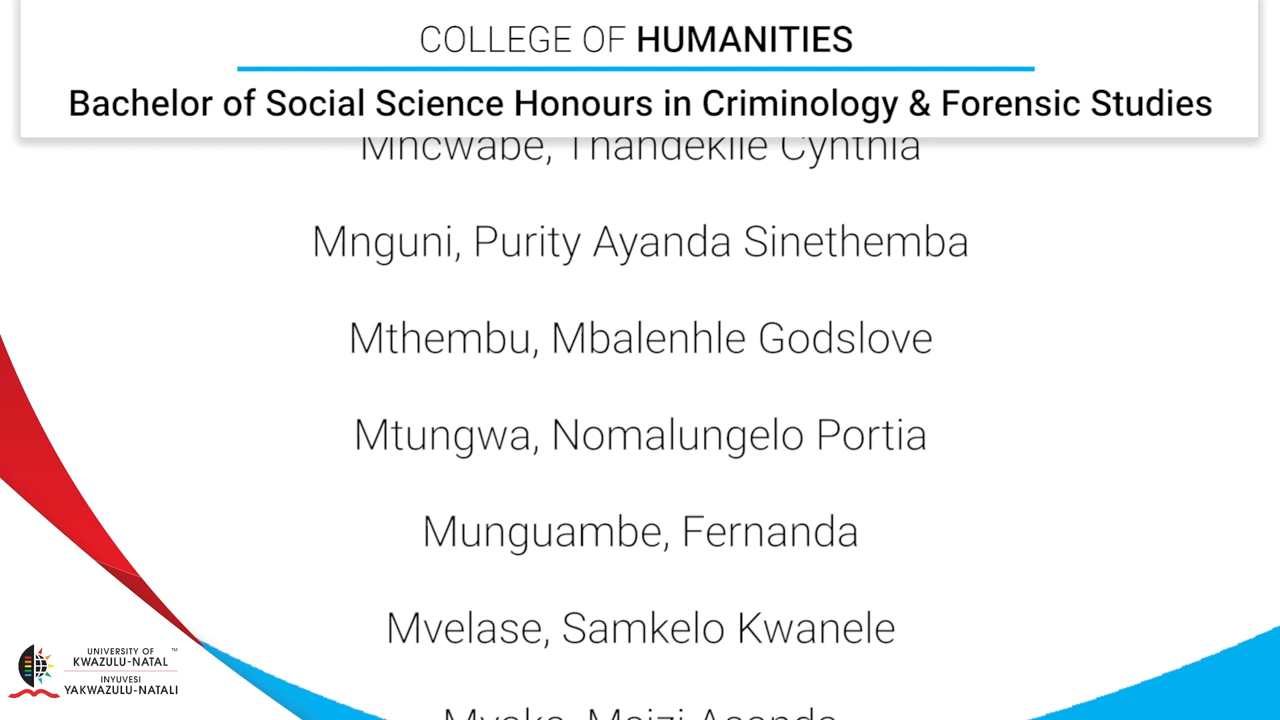 COLLEGE OF HUMANITIES
Bachelor of Social Science Honours in Criminology & Forensic Studies
Mncwabe, Thandekile Cynthia
Mnguni, Purity Ayanda Sinethemba
Mthembu, Mbalenhle Godslove
Mtungwa, Nomalungelo Portia
Munguambe, Fernanda
Mvelase, Samkelo Kwanele
UNIVERSITY OF ™
KWAZULU-NATAL
INYUVESI
YAKWAZULU-NATALI